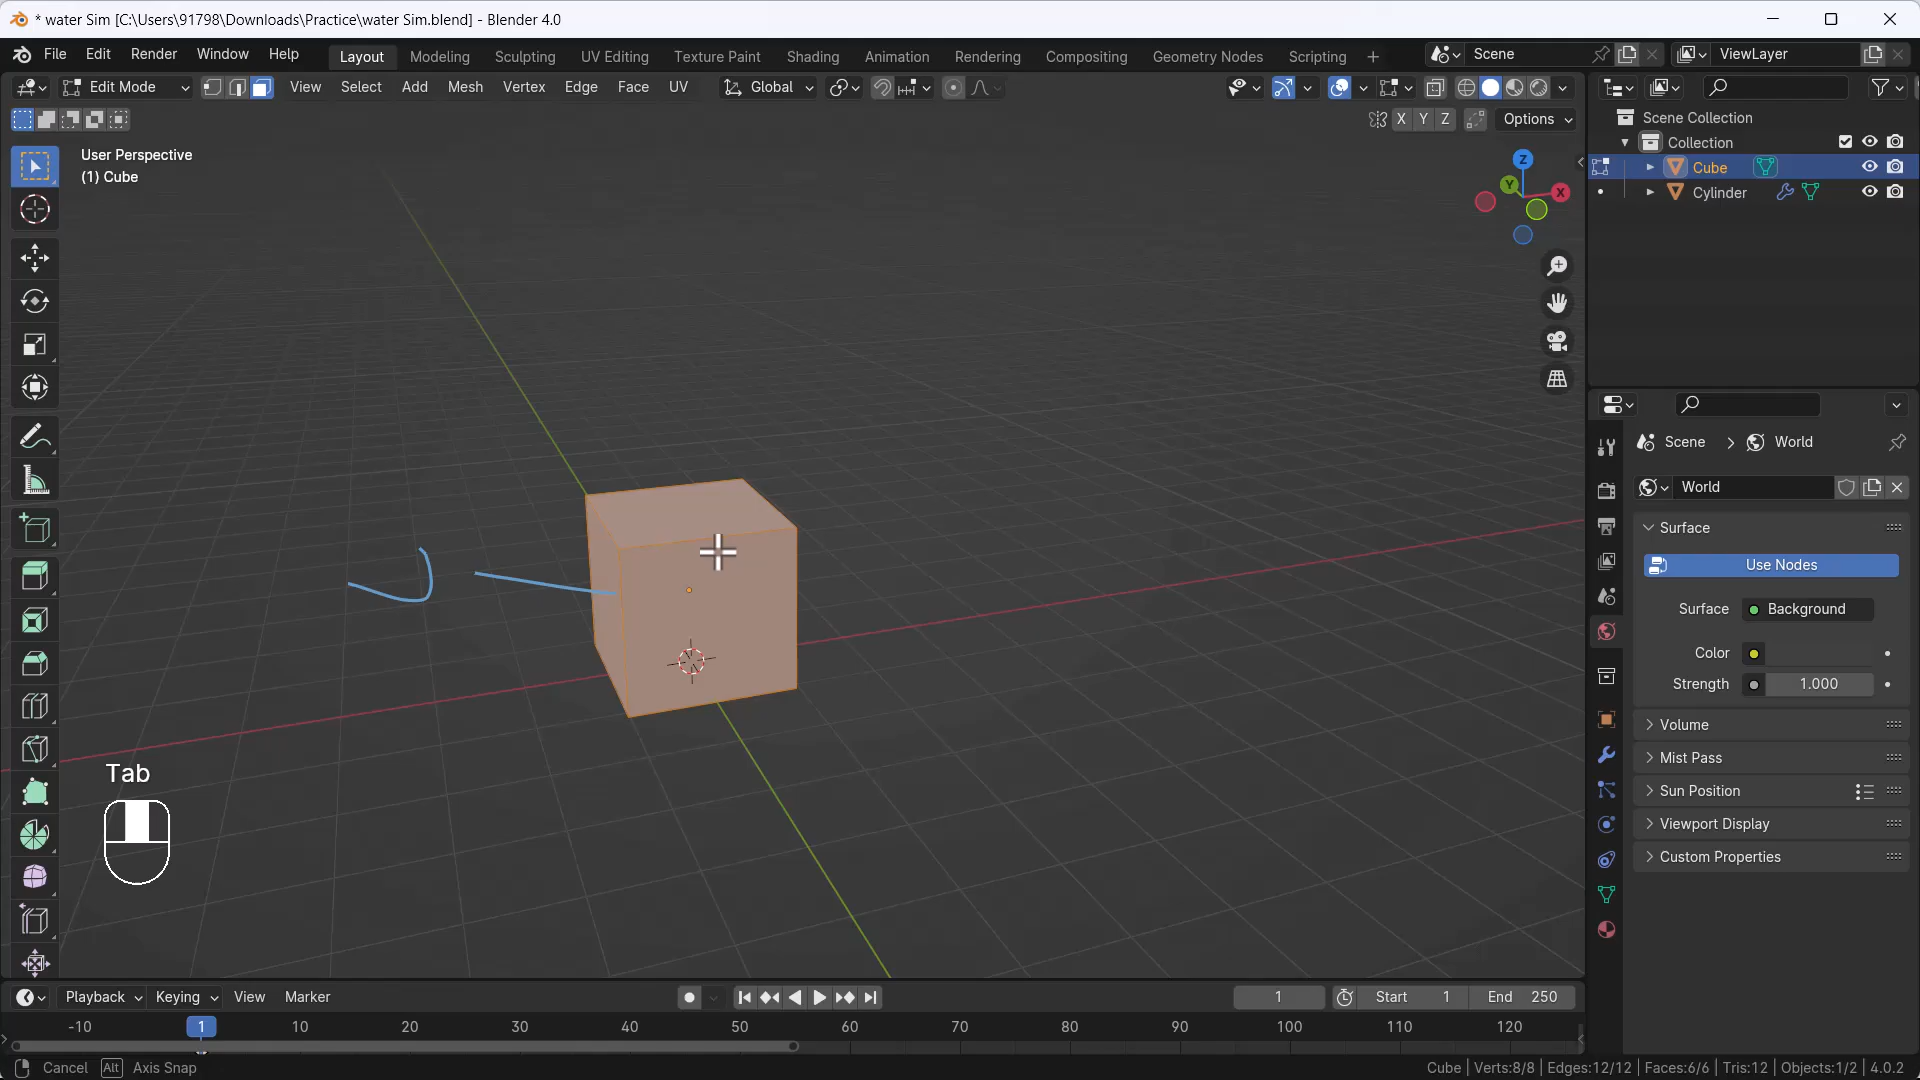 * water Sim [C:\Users\91798\Downloads\Practice\water Sim.blend] - Blender 4.0
File Edit Render Window Help Layout Modeling Sculpting UV Editing Texture Paint Shading Animation Rendering Compositing Geometry Nodes Scripting + Scene ViewLayer
Edit Mode View Select Add Mesh Vertex Edge Face UV Global
X Y Z Options
User Perspective
(1) Cube
Z
Y
X
Tab
Scene Collection
Collection
Cube
Cylinder
Scene > World
World
Surface
Use Nodes
Surface Background
Color
Strength 1.000
Volume
Mist Pass
Sun Position
Viewport Display
Custom Properties
Playback Keying View Marker 1 Start 1 End 250
-10 1 10 20 30 40 50 60 70 80 90 100 110 120
Cancel Alt Axis Snap Cube | Verts:8/8 | Edges:12/12 | Faces:6/6 | Tris:12 | Objects:1/2 | 4.0.2